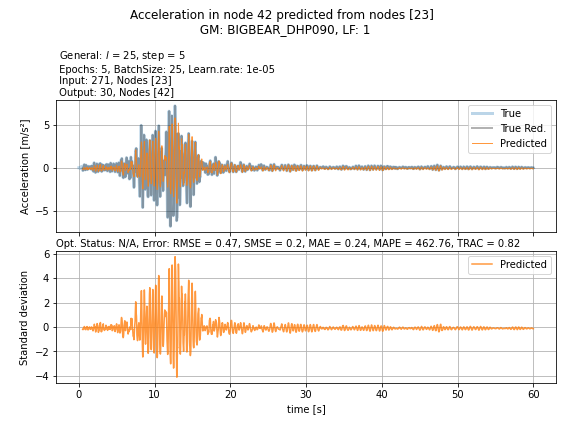 Acceleration in node 42 predicted from nodes [23]
GM: BIGBEAR_DHP090, LF: 1
General: l = 25, step = 5
Epochs: 5, BatchSize: 25, Learn.rate: 1e-05
Input: 271, Nodes [23]
Output: 30, Nodes [42]
Acceleration [m/s²]
5
0
−5
True
True Red.
Predicted
Opt. Status: N/A, Error: RMSE = 0.47, SMSE = 0.2, MAE = 0.24, MAPE = 462.76, TRAC = 0.82
Standard deviation
6
4
2
0
−2
−4
Predicted
0
10
20
30
40
50
60
time [s]